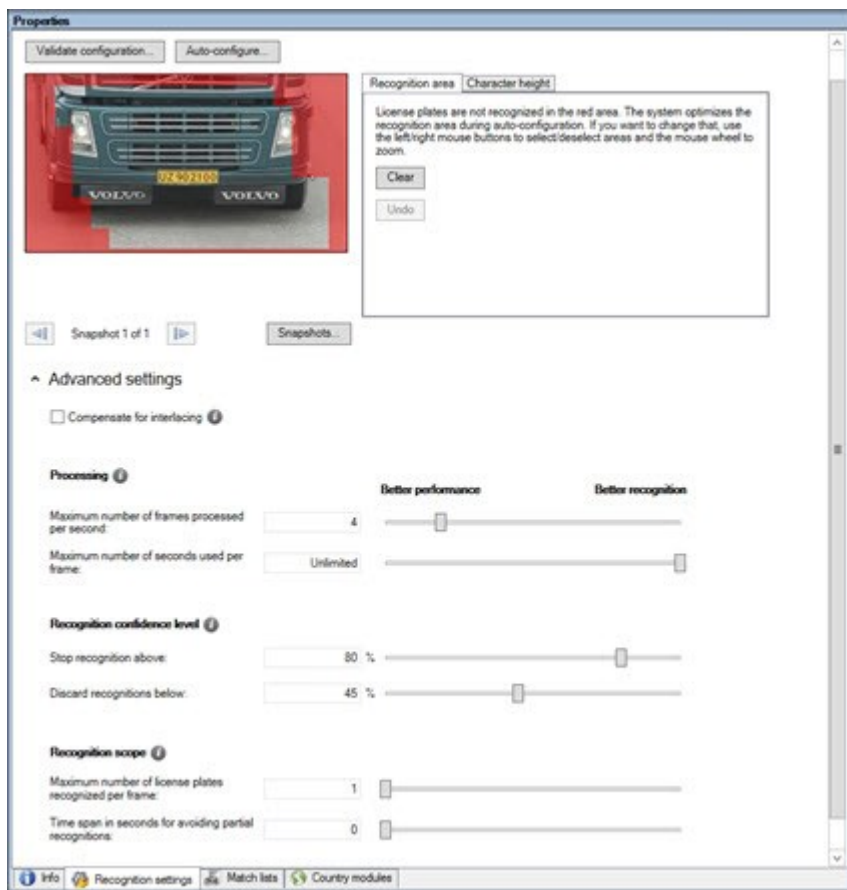 Properties
Validate configuration...
Auto-configure...
Recognition area
Character height
License plates are not recognized in the red area. The system optimizes the
recognition area during auto-configuration. If you want to change that, use
the left/right mouse buttons to select/deselect areas and the mouse wheel to
zoom.
Clear
Undo
UZ 902100
VOLVO VOLVO
Snapshot 1 of 1
Snapshots...
Advanced settings
Compensate for interlacing
Processing
Better performance Better recognition
Maximum number of frames processed
per second:
4
Maximum number of seconds used per
frame:
Unlimited
Recognition confidence level
Stop recognition above: 80 %
Discard recognitions below: 45 %
Recognition scope
Maximum number of license plates
recognized per frame:
1
Time span in seconds for avoiding partial
recognitions:
0
Info Recognition settings Match lists Country modules